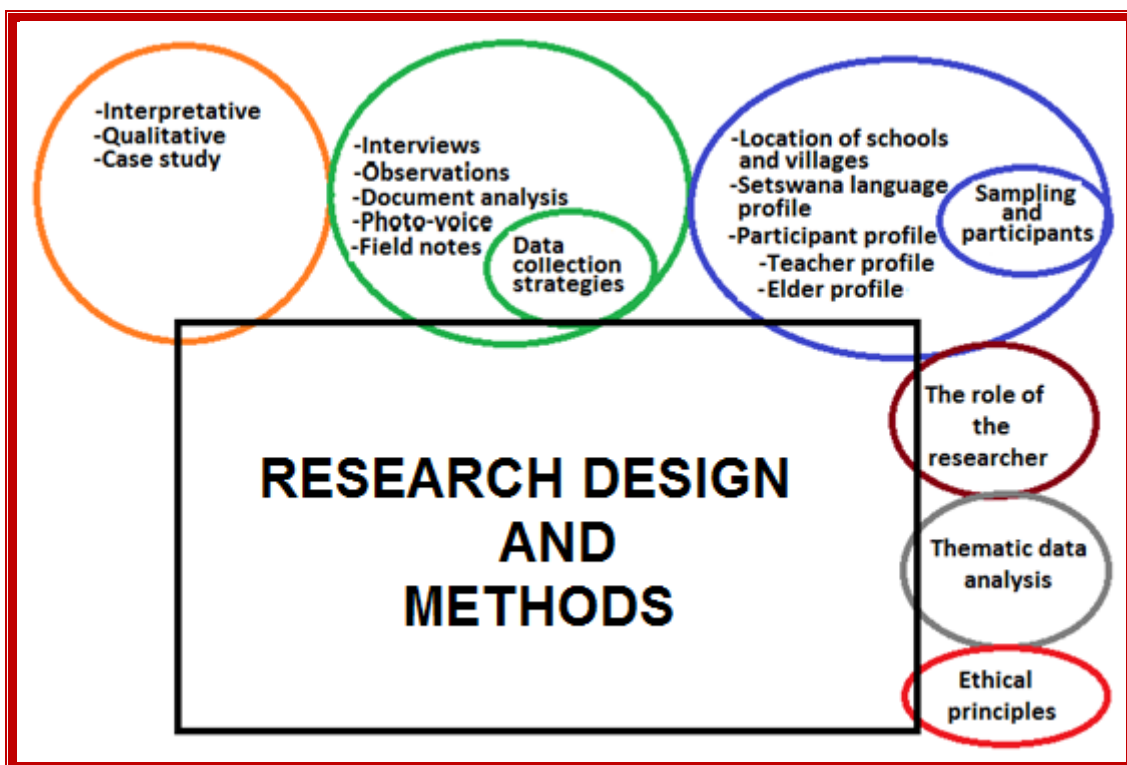 -Interpretative
-Qualitative
-Case study
-Interviews
-Observations
-Document analysis
-Photo-voice
-Field notes
Data
collection
strategies
-Location of schools
and villages
-Setswana language
profile
-Participant profile
-Teacher profile
-Elder profile
Sampling
and
participants
The role of
the
researcher
Thematic data
analysis
Ethical
principles
RESEARCH DESIGN
AND
METHODS